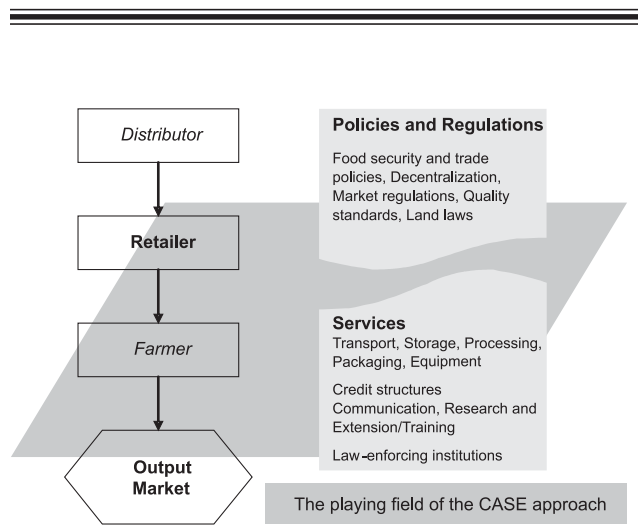 Distributor
Retailer
Farmer
Output
Market
Policies and Regulations
Food security and trade
policies, Decentralization,
Market regulations, Quality
standards, Land laws
Services
Transport, Storage, Processing,
Packaging, Equipment
Credit structures
Communication, Research and
Extension/Training
Law-enforcing institutions
The playing field of the CASE approach